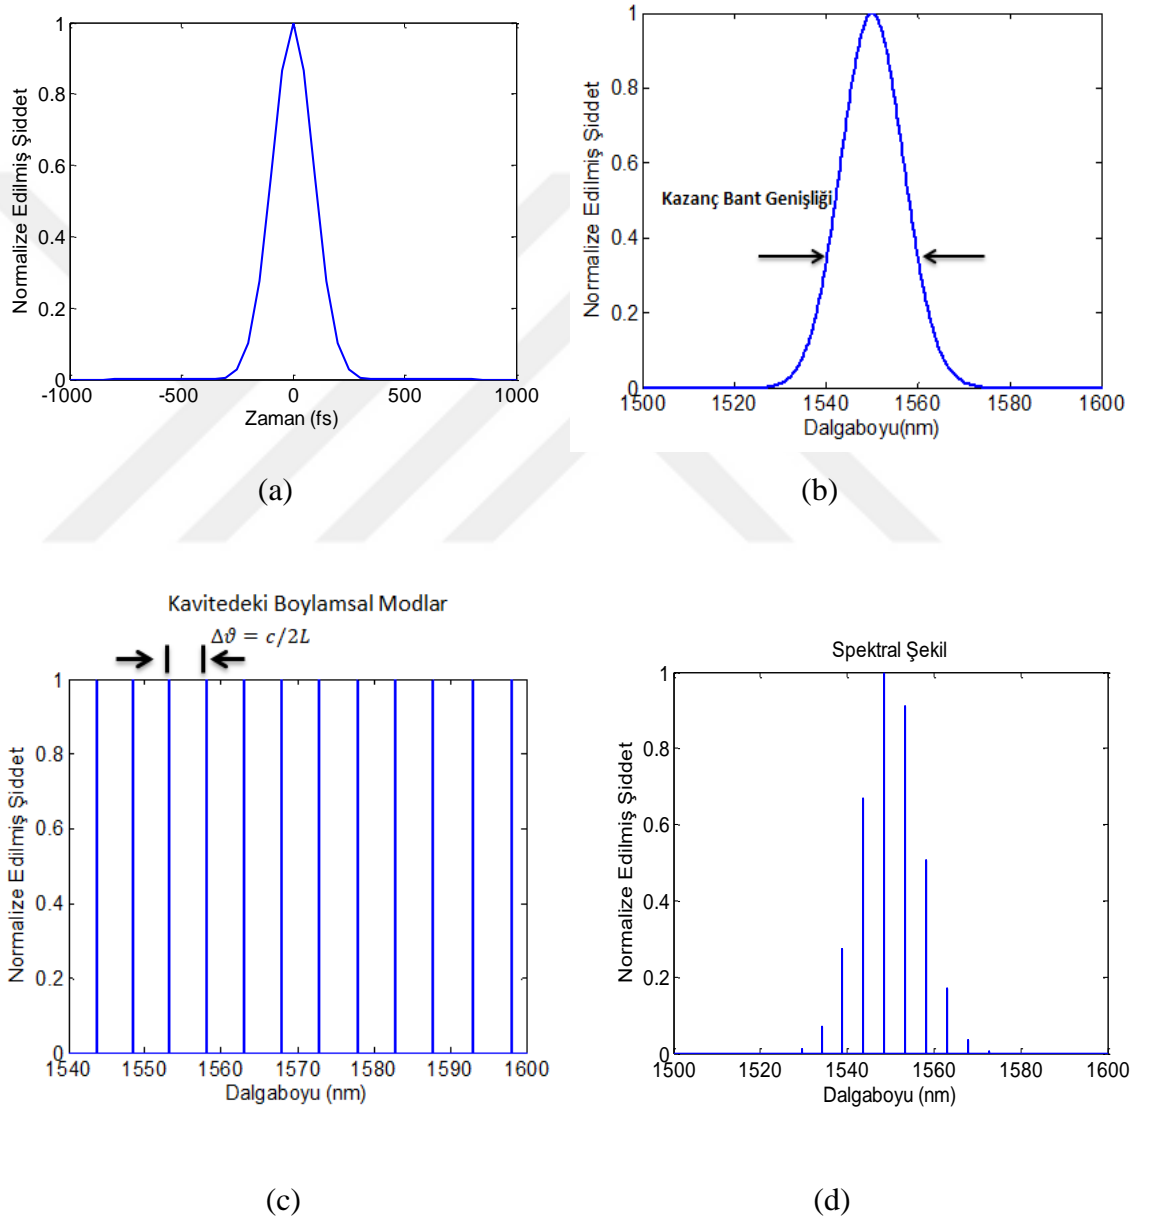 1
0.8
0.6
0.4
0.2
0
-1000 -500 0 500 1000
Normalize Edilmiş Şiddet
Zaman (fs)
(a)
1
0.8
0.6
0.4
0.2
0
1500 1520 1540 1560 1580 1600
Normalize Edilmiş Şiddet
Kazanç Bant Genişliği
Dalgaboyu(nm)
(b)
Kavitedeki Boylamsal Modlar
Δϑ = c/2L
1
0.8
0.6
0.4
0.2
0
1540 1550 1560 1570 1580 1590 1600
Normalize Edilmiş Şiddet
Dalgaboyu (nm)
(c)
Spektral Şekil
1
0.8
0.6
0.4
0.2
0
1500 1520 1540 1560 1580 1600
Normalize Edilmiş Şiddet
Dalgaboyu (nm)
(d)